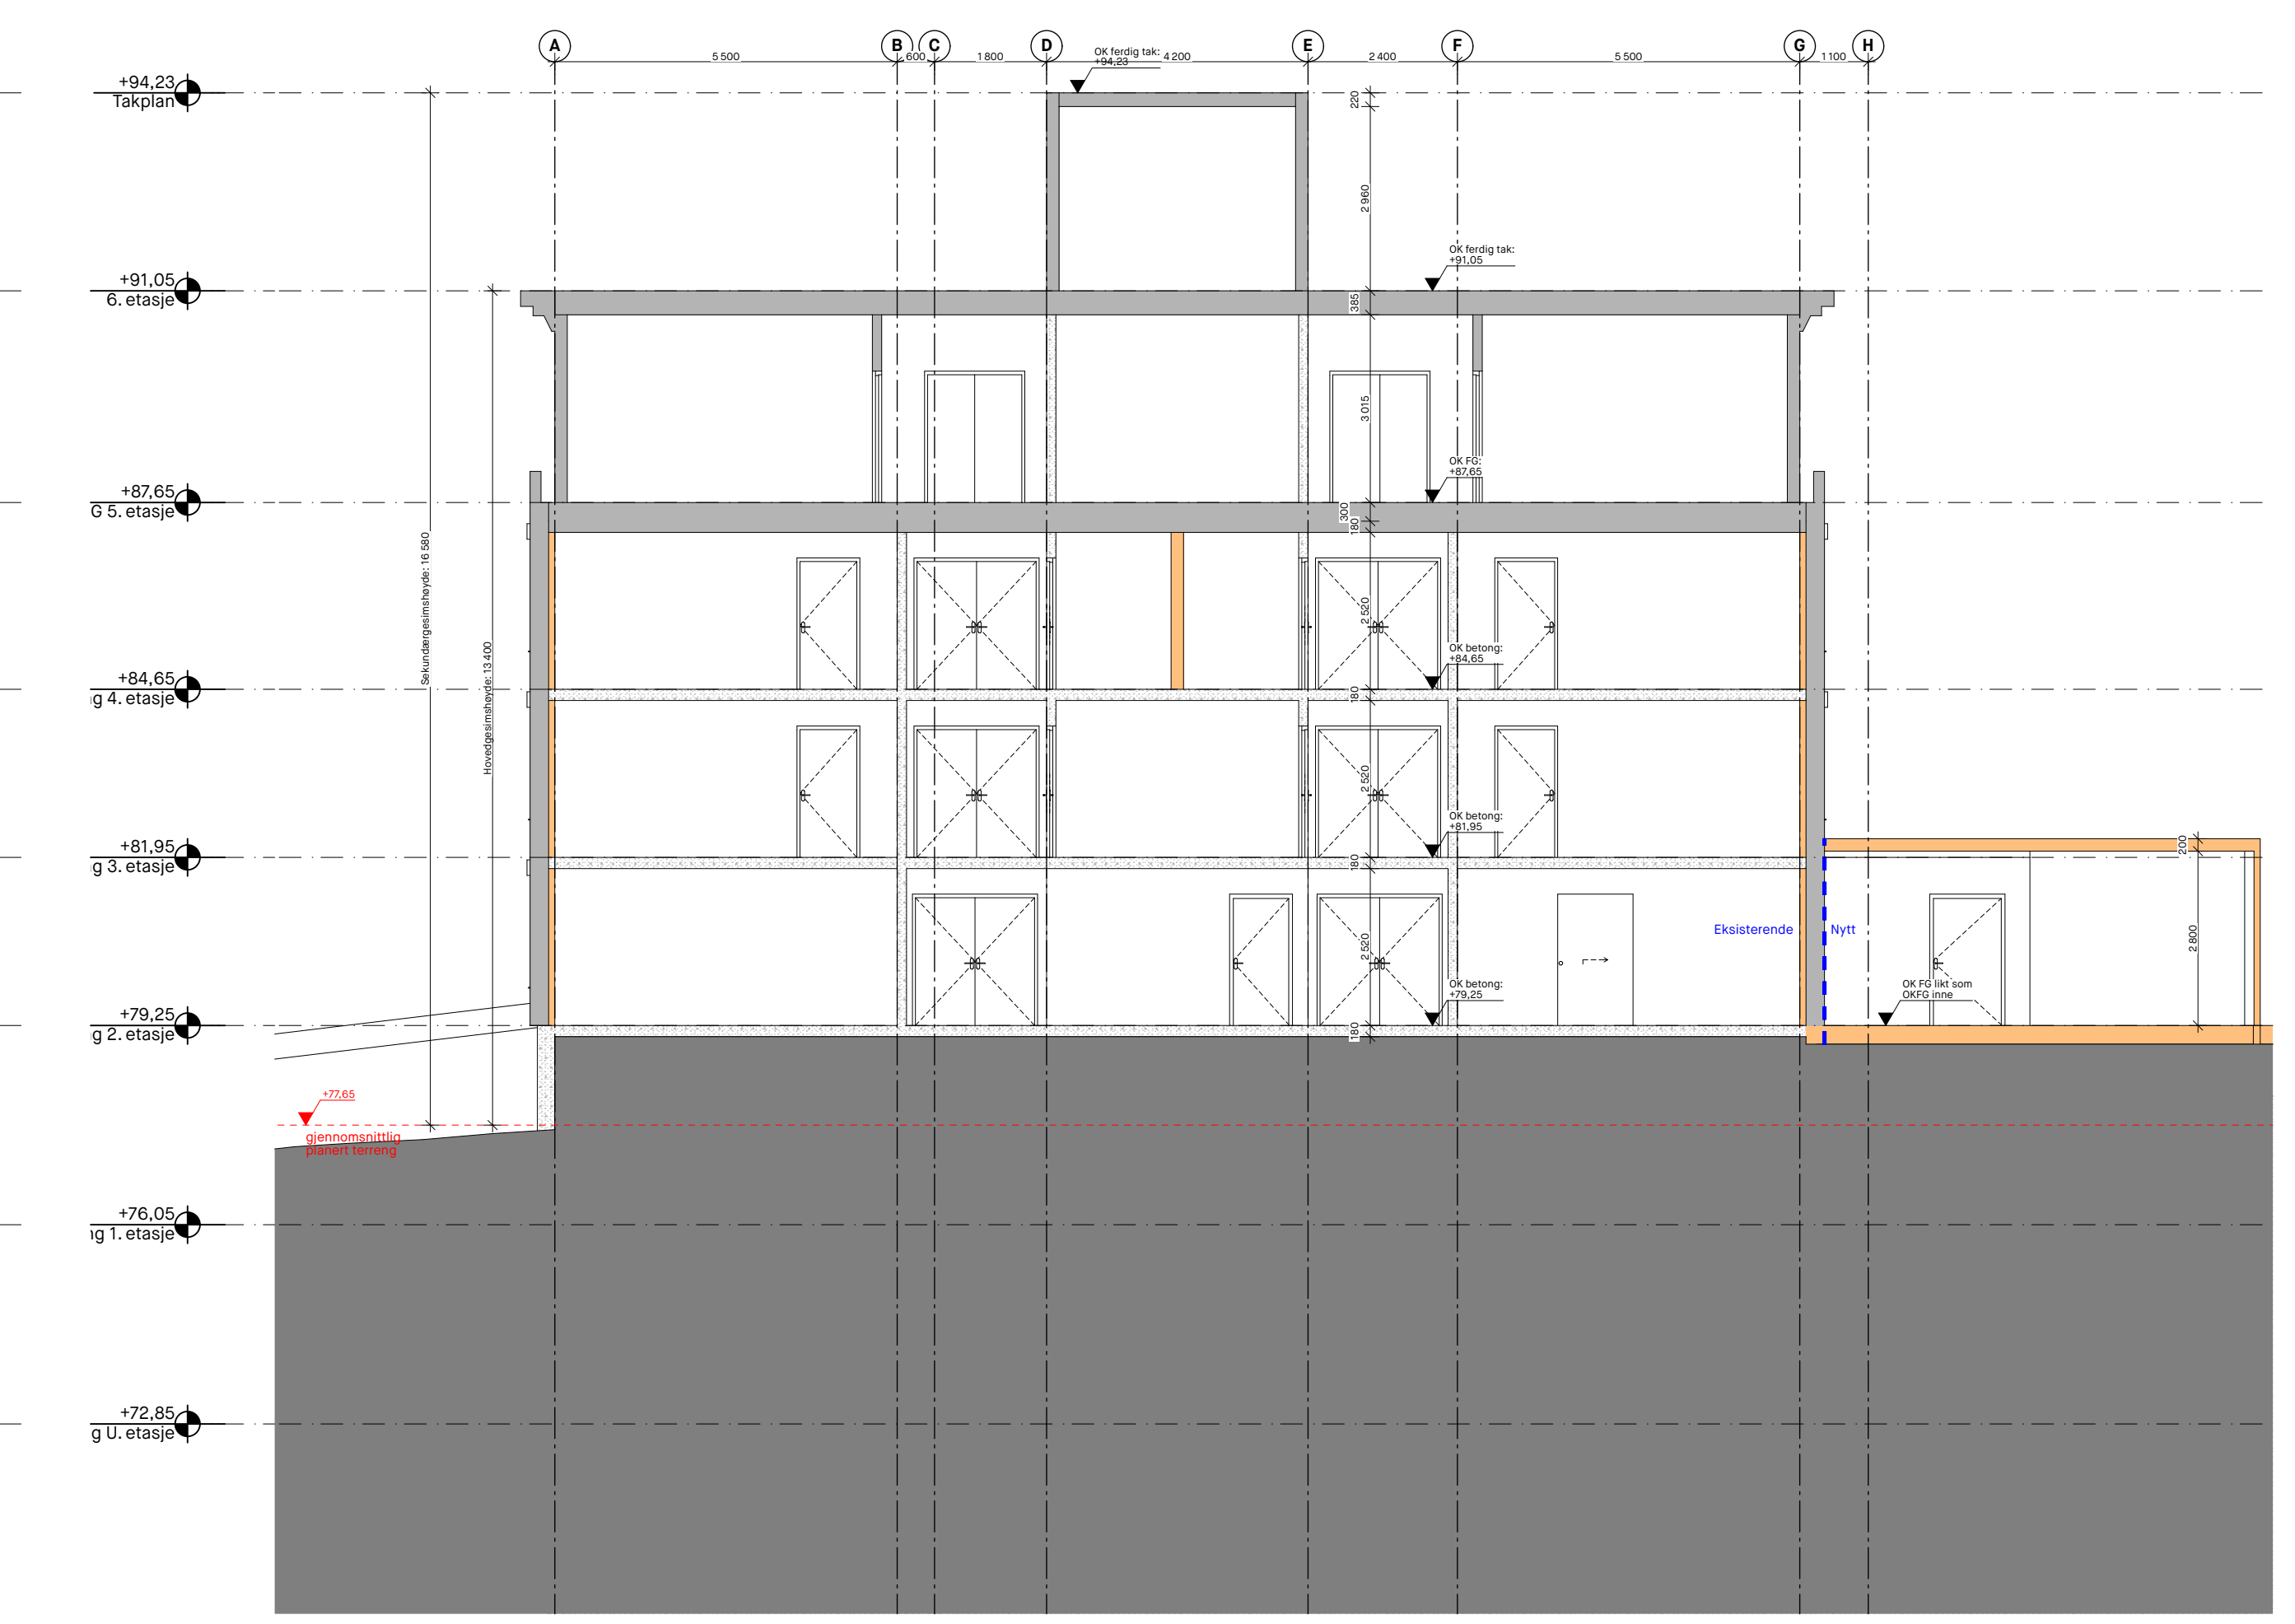 A B C D E F G H
5 500 600 1 800 4 200 2 400 5 500 1 100
OK ferdig tak:
+94,23
+94,23
Takplan
220
2 960
OK ferdig tak:
+91,05
+91,05
6. etasje
385
3 015
OK FG:
+87,65
+87,65
G 5. etasje
300
180
Sekundærgesimshøyde: 16 580
Hovedgesimshøyde: 13 400
2 520
OK betong:
+84,65
+84,65
g 4. etasje
180
2 520
OK betong:
+81,95
+81,95
g 3. etasje
180
200
2 800
Eksisterende
Nytt
2 520
OK betong:
+79,25
OK FG likt som
OKFG inne
+79,25
g 2. etasje
180
+77,65
gjennomsnittlig
planert terreng
+76,05
1. etasje
+72,85
g U. etasje